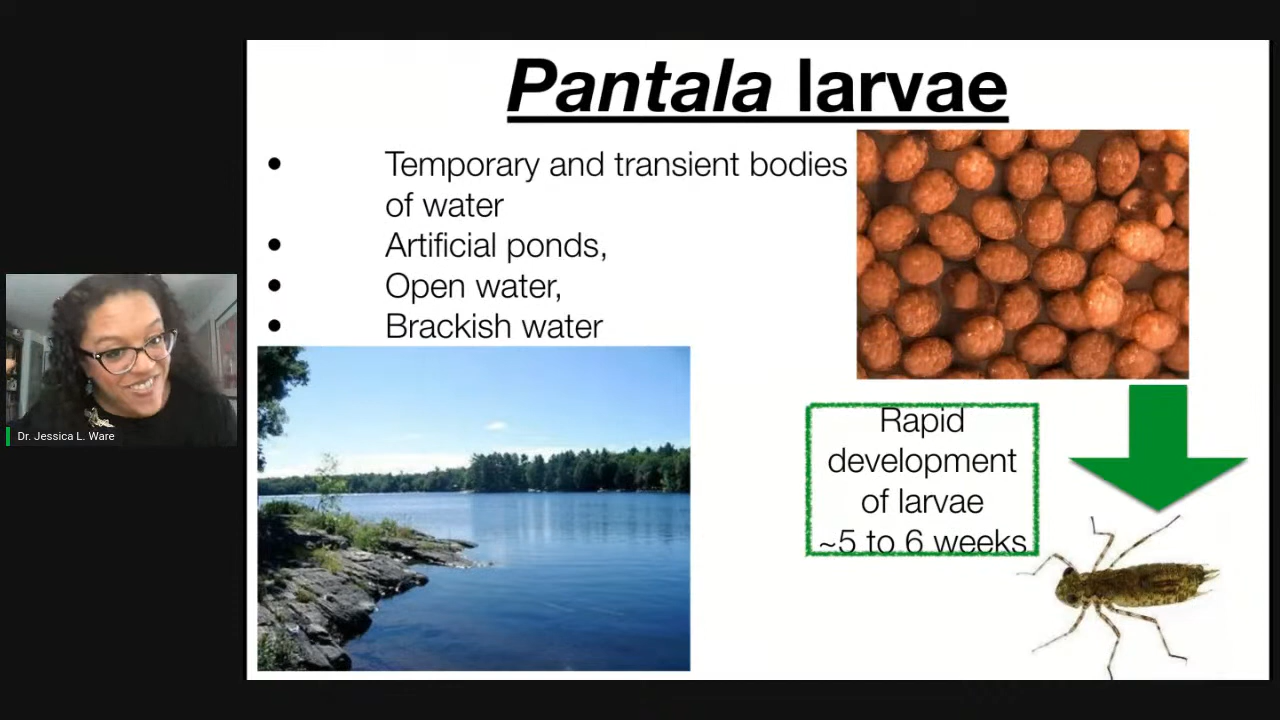 Pantala larvae
• Temporary and transient bodies
of water
• Artificial ponds,
• Open water,
• Brackish water
Rapid
development
of larvae
~5 to 6 weeks
Dr. Jessica L. Ware